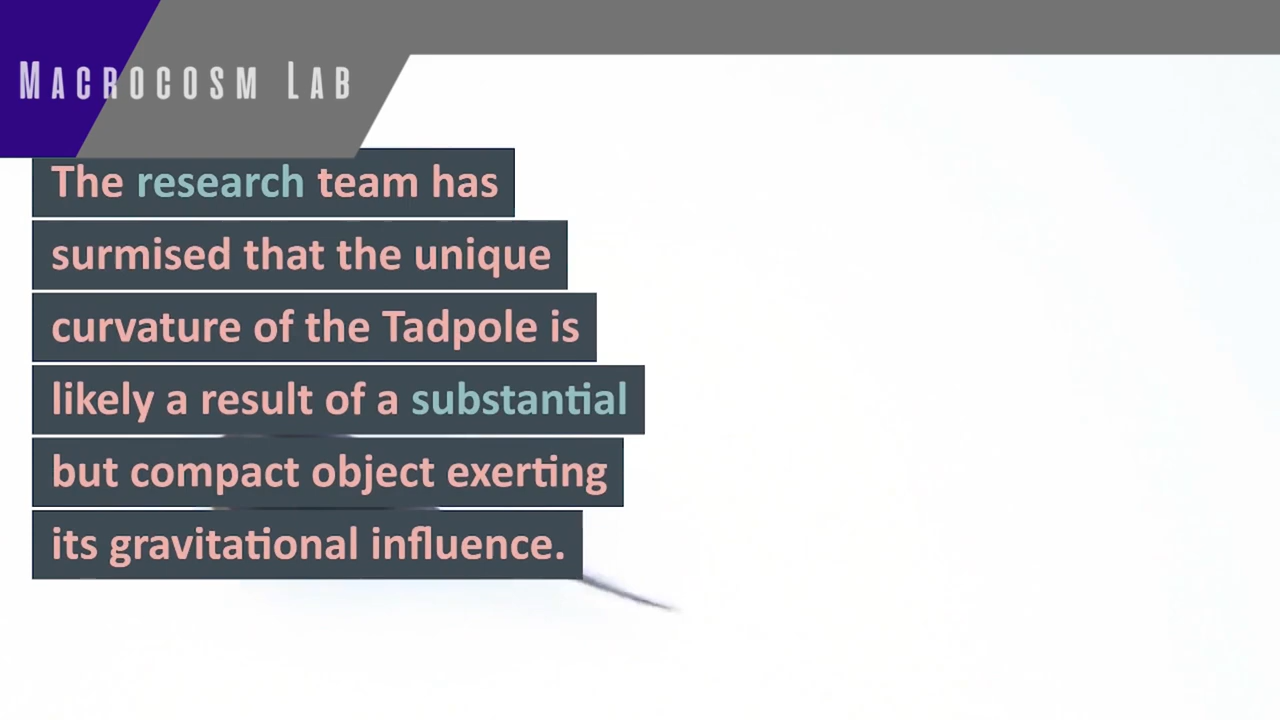 Macrocosm Lab
The research team has
surmised that the unique
curvature of the Tadpole is
likely a result of a substantial
but compact object exerting
its gravitational influence.